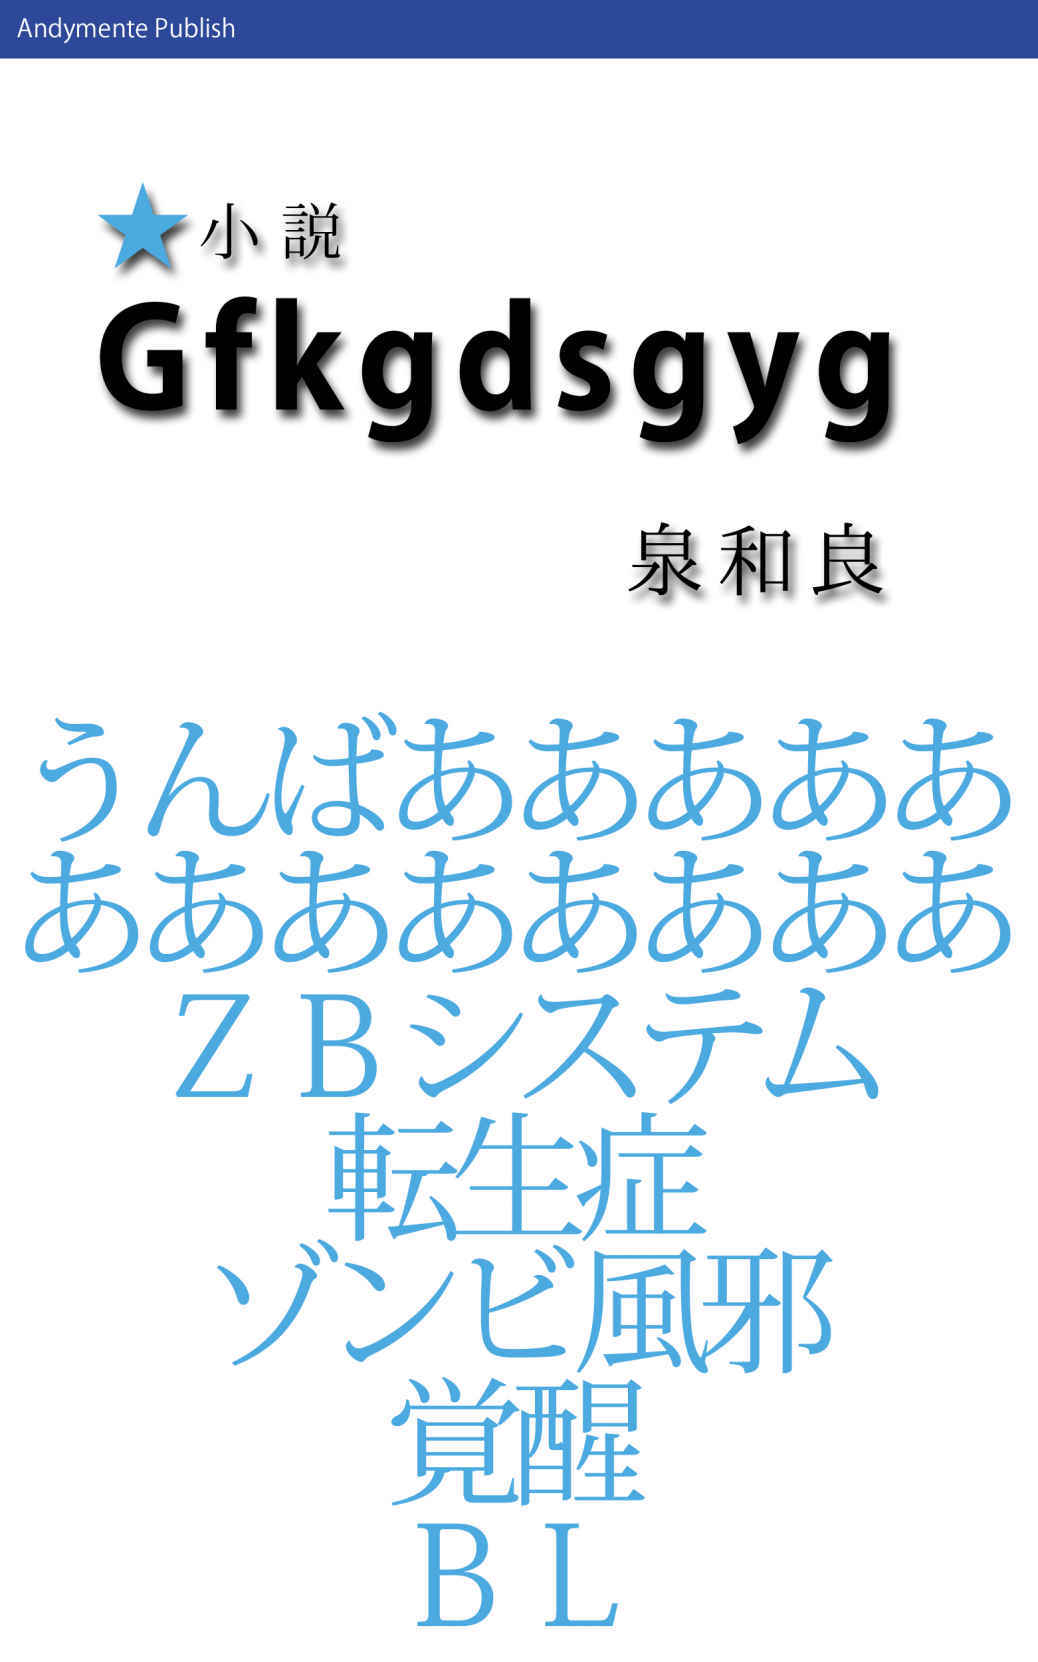 Andymente Publish
★小説
Gfkgdsgyg
泉和良
うんばあああああ
ああああああああ
ＺＢシステム
転生症
ゾンビ風邪
覚醒
ＢＬ